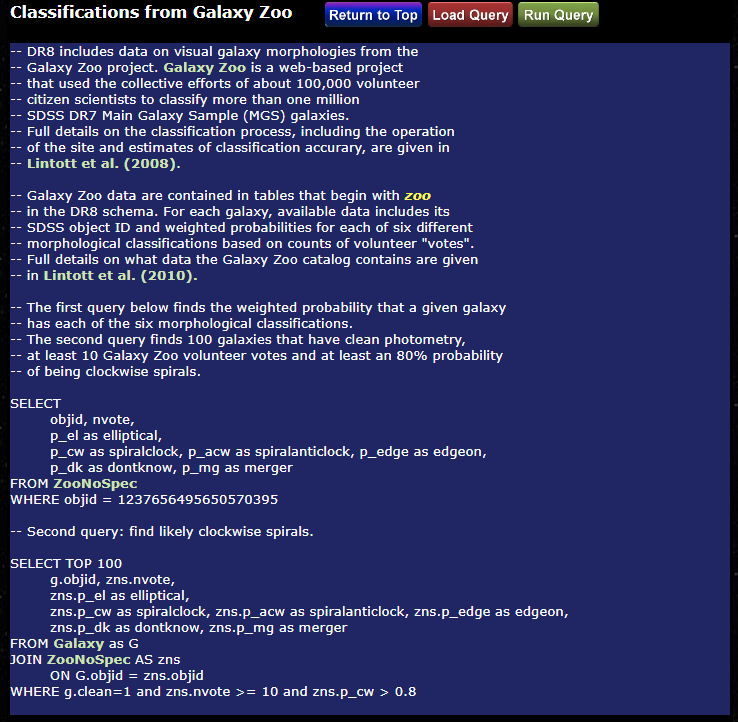 Classifications from Galaxy Zoo Return to Top Load Query Run Query
-- DR8 includes data on visual galaxy morphologies from the
-- Galaxy Zoo project. Galaxy Zoo is a web-based project
-- that used the collective efforts of about 100,000 volunteer
-- citizen scientists to classify more than one million
-- SDSS DR7 Main Galaxy Sample (MGS) galaxies.
-- Full details on the classification process, including the operation
-- of the site and estimates of classification accurary, are given in
-- Lintott et al. (2008).
-- Galaxy Zoo data are contained in tables that begin with zoo
-- in the DR8 schema. For each galaxy, available data includes its
-- SDSS object ID and weighted probabilities for each of six different
-- morphological classifications based on counts of volunteer "votes".
-- Full details on what data the Galaxy Zoo catalog contains are given
-- in Lintott et al. (2010).
-- The first query below finds the weighted probability that a given galaxy
-- has each of the six morphological classifications.
-- The second query finds 100 galaxies that have clean photometry,
-- at least 10 Galaxy Zoo volunteer votes and at least an 80% probability
-- of being clockwise spirals.
SELECT
objid, nvote,
p_el as elliptical,
p_cw as spiralclock, p_acw as spiralanticlock, p_edge as edgeon,
p_dk as dontknow, p_mg as merger
FROM ZooNoSpec
WHERE objid = 1237656495650570395
-- Second query: find likely clockwise spirals.
SELECT TOP 100
g.objid, zns.nvote,
zns.p_el as elliptical,
zns.p_cw as spiralclock, zns.p_acw as spiralanticlock, zns.p_edge as edgeon,
zns.p_dk as dontknow, zns.p_mg as merger
FROM Galaxy as G
JOIN ZooNoSpec AS zns
ON G.objid = zns.objid
WHERE g.clean=1 and zns.nvote >= 10 and zns.p_cw > 0.8